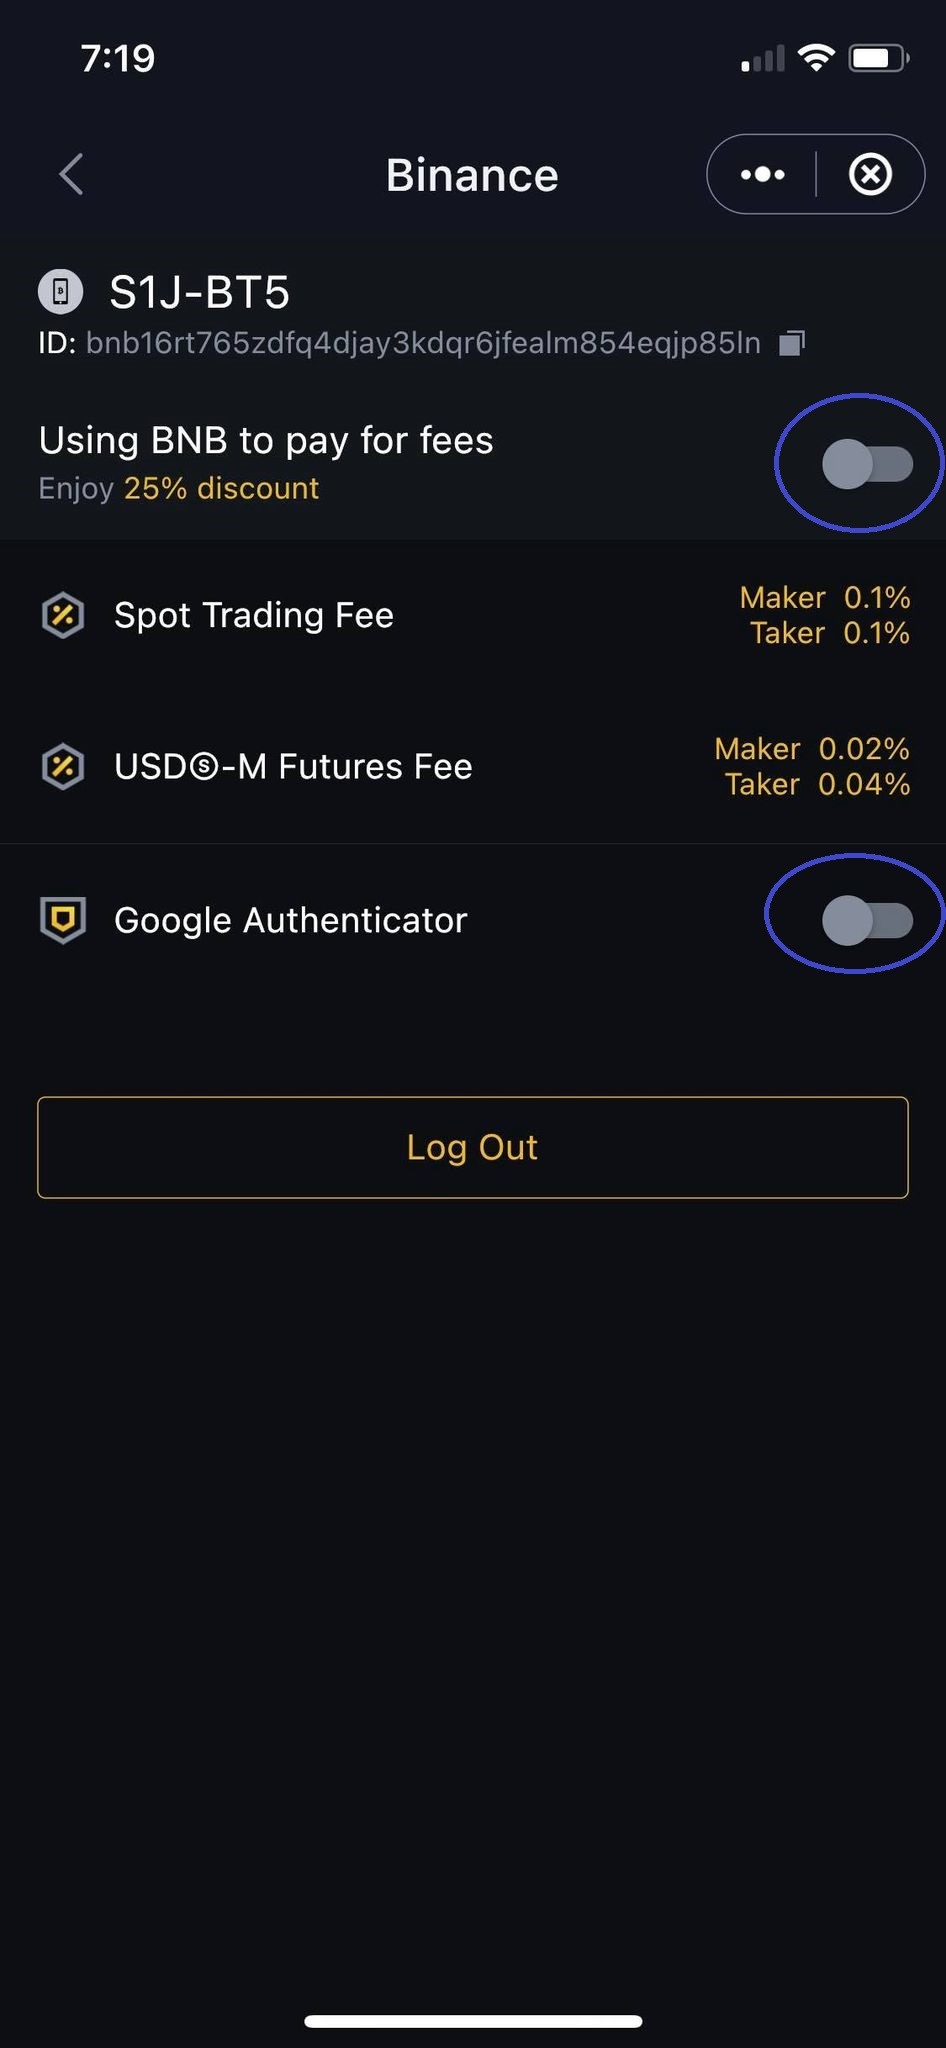 7:19
Binance
S1J-BT5
ID: bnb16rt765zdfq4djay3kdqr6jfealm854eqjp85ln
Using BNB to pay for fees
Enjoy 25% discount
Spot Trading Fee
Maker 0.1%
Taker 0.1%
USDⓢ-M Futures Fee
Maker 0.02%
Taker 0.04%
Google Authenticator
Log Out